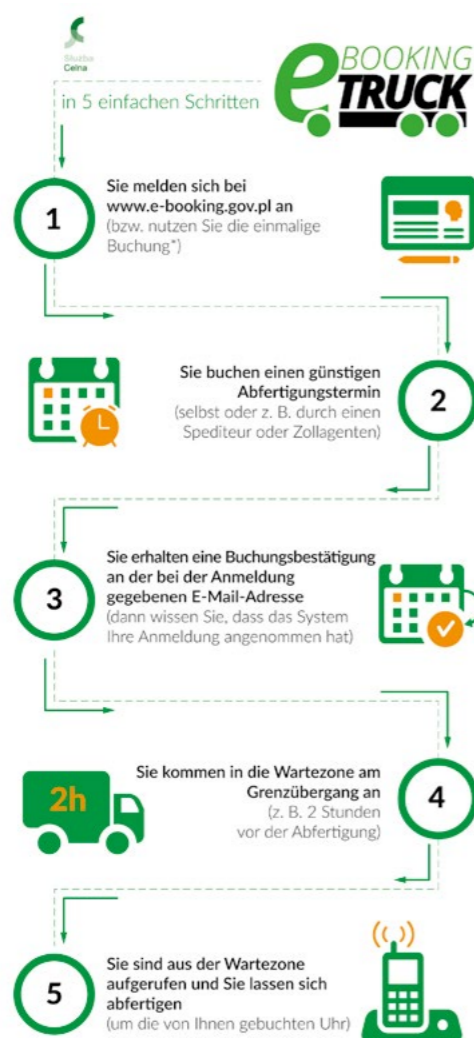 Służba
Celna
e BOOKING
TRUCK
in 5 einfachen Schritten
1
Sie melden sich bei
www.e-booking.gov.pl an
(bzw. nutzen Sie die einmalige
Buchung*)
Sie buchen einen günstigen
Abfertigungstermin
(selbst oder z. B. durch einen
Spediteur oder Zollagenten)
2
3
Sie erhalten eine Buchungsbestätigung
an der bei der Anmeldung
gegebenen E-Mail-Adresse
(dann wissen Sie, dass das System
Ihre Anmeldung angenommen hat)
2h
Sie kommen in die Wartezone am
Grenzübergang an
(z. B. 2 Stunden
vor der Abfertigung)
4
5
Sie sind aus der Wartezone
aufgerufen und Sie lassen sich
abfertigen
(um die von Ihnen gebuchten Uhr)